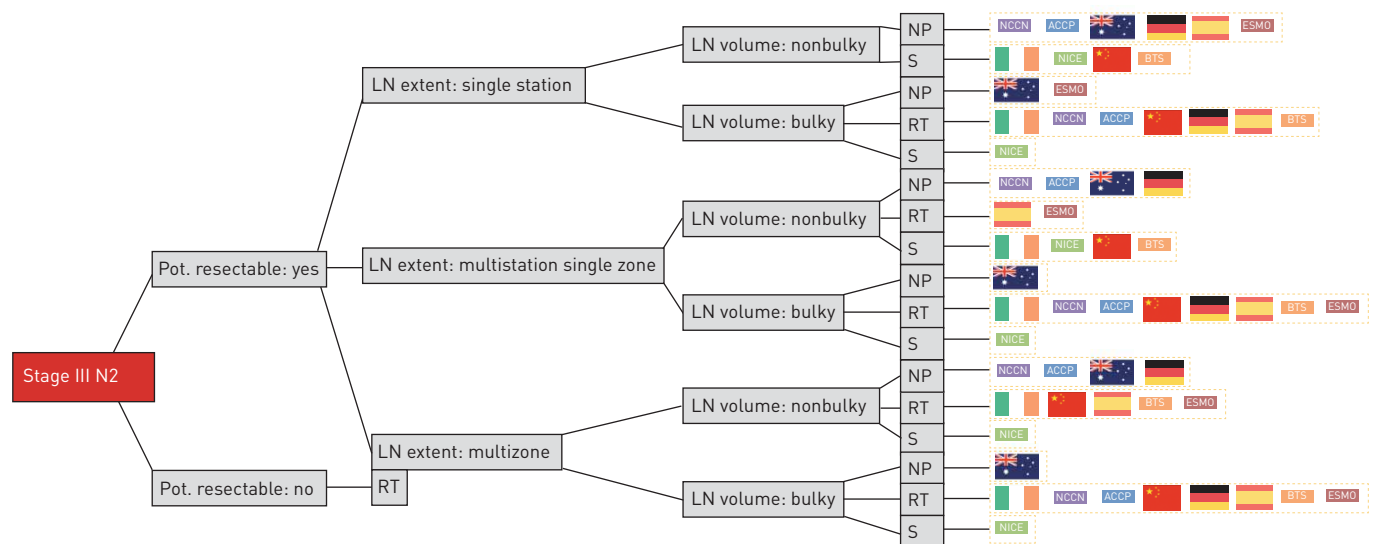 Stage III N2
Pot. resectable: yes
Pot. resectable: no
RT
LN extent: single station
LN extent: multistation single zone
LN extent: multizone
LN volume: nonbulky
NP NCCN ACCP ESMO
S NICE BTS
LN volume: bulky
NP ESMO
RT NCCN ACCP BTS
S NICE
LN volume: nonbulky
NP NCCN ACCP
RT ESMO
S NICE BTS
LN volume: bulky
NP
RT NCCN ACCP BTS ESMO
S NICE
LN volume: nonbulky
NP NCCN ACCP
RT BTS ESMO
S NICE
LN volume: bulky
NP
RT NCCN ACCP BTS ESMO
S NICE